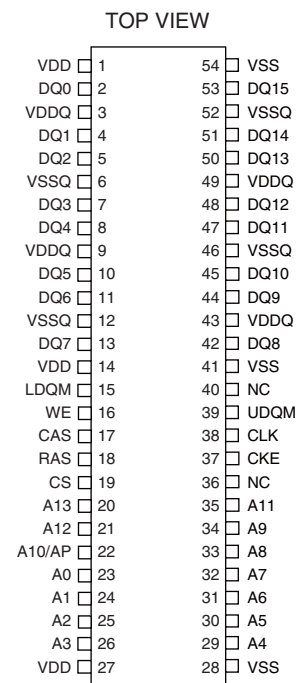 TOP VIEW
VDD 1 54 VSS
DQ0 2 53 DQ15
VDDQ 3 52 VSSQ
DQ1 4 51 DQ14
DQ2 5 50 DQ13
VSSQ 6 49 VDDQ
DQ3 7 48 DQ12
DQ4 8 47 DQ11
VDDQ 9 46 VSSQ
DQ5 10 45 DQ10
DQ6 11 44 DQ9
VSSQ 12 43 VDDQ
DQ7 13 42 DQ8
VDD 14 41 VSS
LDQM 15 40 NC
WE 16 39 UDQM
CAS 17 38 CLK
RAS 18 37 CKE
CS 19 36 NC
A13 20 35 A11
A12 21 34 A9
A10/AP 22 33 A8
A0 23 32 A7
A1 24 31 A6
A2 25 30 A5
A3 26 29 A4
VDD 27 28 VSS